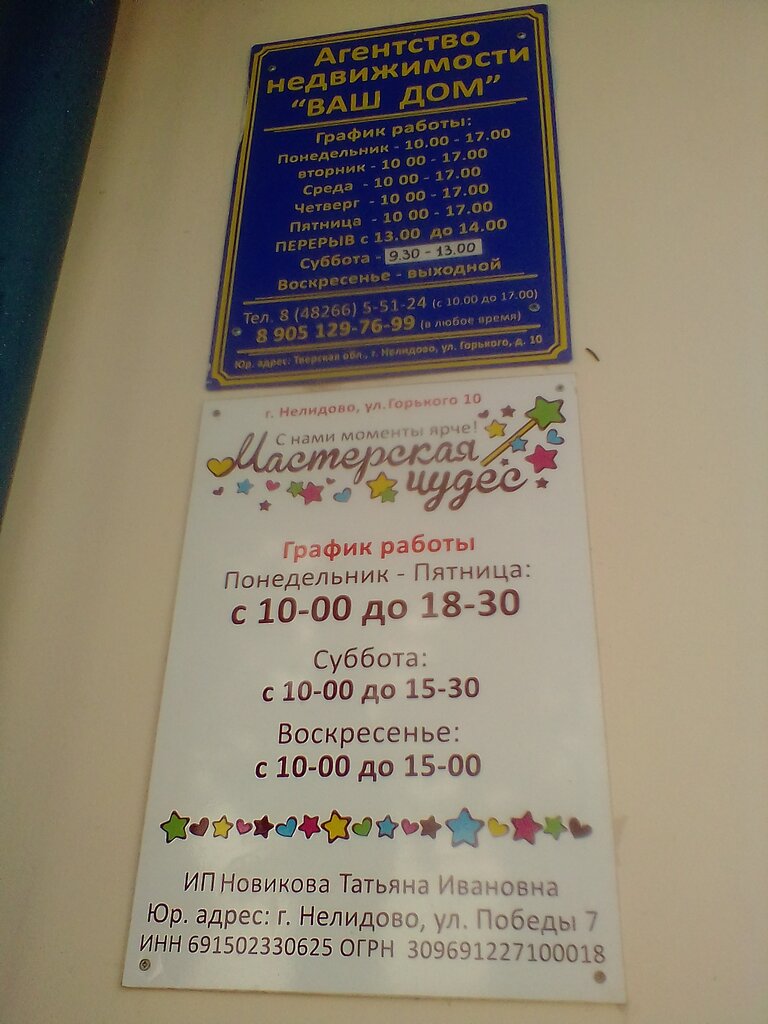 Агентство
недвижимости
"ВАШ ДОМ"
График работы:
Понедельник - 10.00 - 17.00
вторник - 10 00 - 17.00
Среда - 10 00 - 17.00
Четверг - 10 00 - 17.00
Пятница - 10 00 - 17.00
ПЕРЕРЫВ с 13.00 до 14.00
Суббота - 9.30 - 13.00
Воскресенье - выходной
Тел. 8 (48266) 5-51-24 (с 10.00 до 17.00)
8 905 129-76-99 (в любое время)
Юр. адрес: Тверская обл., г. Нелидово, ул. Горького, д. 10
г. Нелидово, ул.Горького 10
С нами моменты ярче!
Мастерская
чудес
График работы
Понедельник - Пятница:
с 10-00 до 18-30
Суббота:
с 10-00 до 15-30
Воскресенье:
с 10-00 до 15-00
ИП Новикова Татьяна Ивановна
Юр. адрес: г. Нелидово, ул. Победы 7
ИНН 691502330625 ОГРН 309691227100018